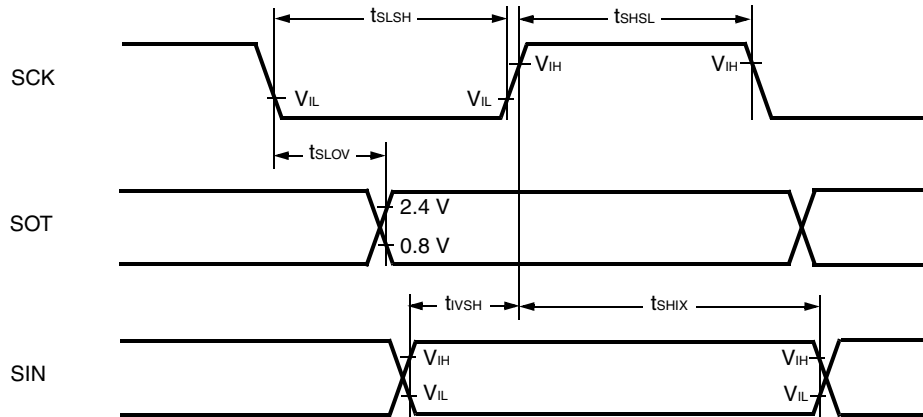 tSLSH
tSHSL
SCK
VIH
VIH
VIL
VIL
tSLOV
SOT
2.4 V
0.8 V
tIVSH
tSHIX
SIN
VIH
VIH
VIL
VIL